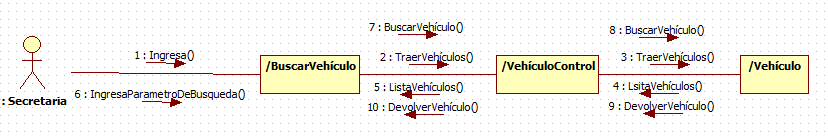 7 : BuscarVehículo()
8 : BuscarVehículo()
1 : Ingresa()
2 : TraerVehículos()
3 : TraerVehículos()
/BuscarVehículo
/VehículoControl
/Vehículo
6 : IngresaParametroDeBusqueda()
5 : ListaVehículos()
4 : LsitaVehículos()
: Secretaria
10 : DevolverVehículo()
9 : DevolverVehículo()